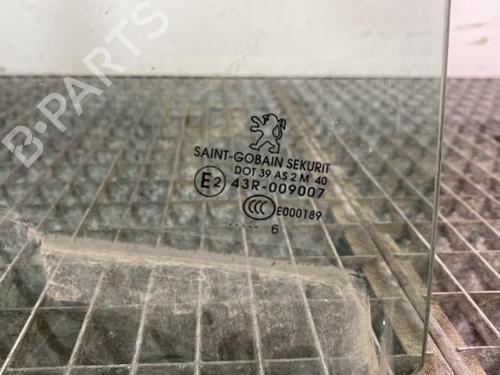 B-PARTS
SAINT-GOBAIN SEKURIT
DOT 39 AS 2 M 40
E2 43R-009007
CCC E000189
..... 6